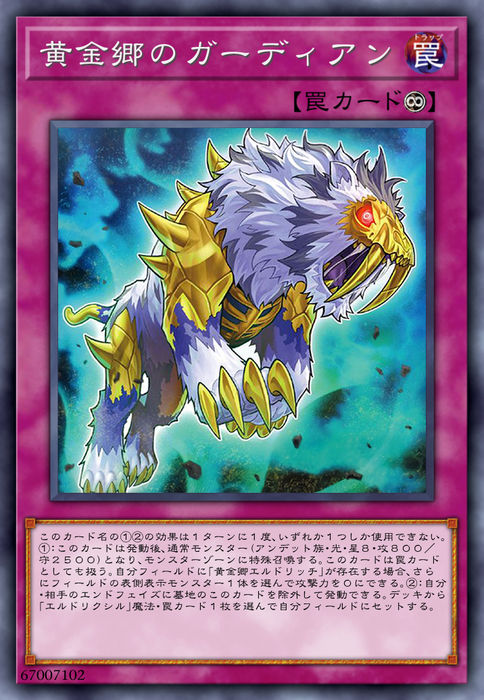 黄金郷のガーディアン
トラップ
罠
【罠カード】
このカード名の①②の効果は1ターンに1度、いずれか1つしか使用できない。
①:このカードは発動後、通常モンスター(アンデット族・光・星8・攻800/
守2500)となり、モンスターゾーンに特殊召喚する。このカードは罠カード
としても扱う。自分フィールドに「黄金卿エルドリッチ」が存在する場合、さら
にフィールドの表側表示モンスター1体を選んで攻撃力を0にできる。②:自分
・相手のエンドフェイズに墓地のこのカードを除外して発動できる。デッキから
「エルドリクシル」魔法・罠カード1枚を選んで自分フィールドにセットする。
67007102